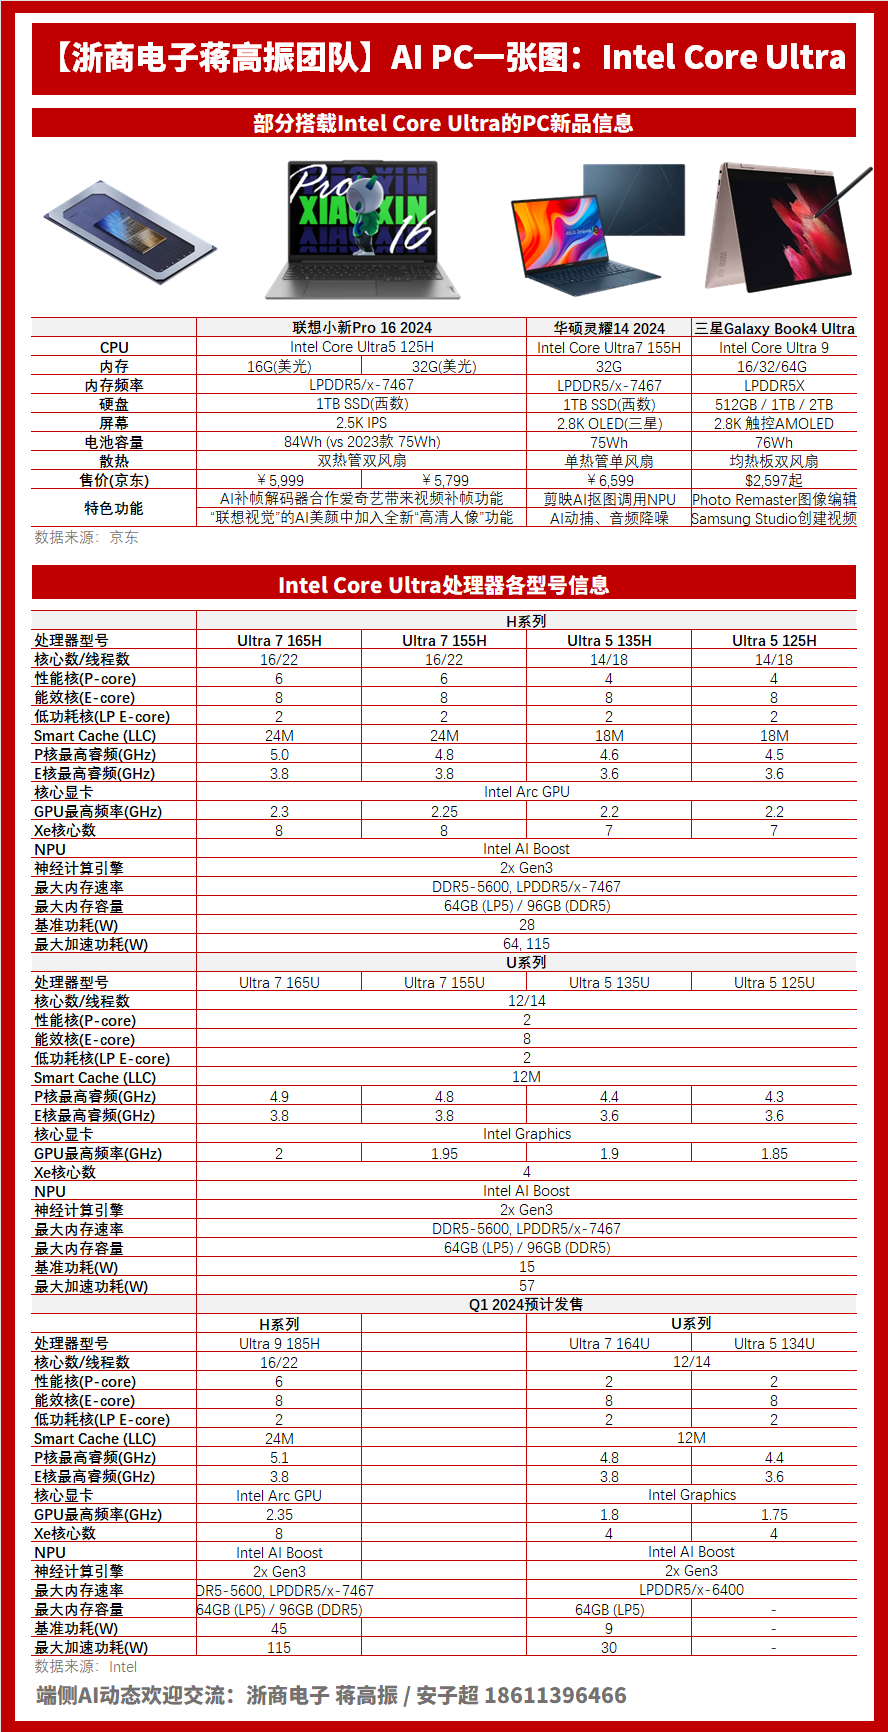 【浙商电子蒋高振团队】AI PC一张图：Intel Core Ultra
部分搭载Intel Core Ultra的PC新品信息
Pro XIAOXIN 16
联想小新Pro 16 2024 华硕灵耀14 2024 三星Galaxy Book4 Ultra
CPU Intel Core Ultra5 125H Intel Core Ultra7 155H Intel Core Ultra 9
内存 16G(美光) 32G(美光) 32G 16/32/64G
内存频率 LPDDR5/x-7467 LPDDR5/x-7467 LPDDR5X
硬盘 1TB SSD(西数) 1TB SSD(西数) 512GB / 1TB / 2TB
屏幕 2.5K IPS 2.8K OLED(三星) 2.8K 触控AMOLED
电池容量 84Wh (vs 2023款 75Wh) 75Wh 76Wh
散热 双热管双风扇 单热管单风扇 均热板双风扇
售价(京东) ￥5,999 ￥5,799 ￥6,599 $2,597起
特色功能 AI补帧解码器合作爱奇艺带来视频补帧功能 剪映AI抠图调用NPU Photo Remaster图像编辑
“联想视觉”的AI美颜中加入全新“高清人像”功能 AI动捕、音频降噪 Samsung Studio创建视频
数据来源：京东
Intel Core Ultra处理器各型号信息
H系列
处理器型号 Ultra 7 165H Ultra 7 155H Ultra 5 135H Ultra 5 125H
核心数/线程数 16/22 16/22 14/18 14/18
性能核(P-core) 6 6 4 4
能效核(E-core) 8 8 8 8
低功耗核(LP E-core) 2 2 2 2
Smart Cache (LLC) 24M 24M 18M 18M
P核最高睿频(GHz) 5.0 4.8 4.6 4.5
E核最高睿频(GHz) 3.8 3.8 3.6 3.6
核心显卡 Intel Arc GPU
GPU最高频率(GHz) 2.3 2.25 2.2 2.2
Xe核心数 8 8 7 7
NPU Intel AI Boost
神经计算引擎 2x Gen3
最大内存速率 DDR5-5600, LPDDR5/x-7467
最大内存容量 64GB (LP5) / 96GB (DDR5)
基准功耗(W) 28
最大加速功耗(W) 64, 115
U系列
处理器型号 Ultra 7 165U Ultra 7 155U Ultra 5 135U Ultra 5 125U
核心数/线程数 12/14
性能核(P-core) 2
能效核(E-core) 8
低功耗核(LP E-core) 2
Smart Cache (LLC) 12M
P核最高睿频(GHz) 4.9 4.8 4.4 4.3
E核最高睿频(GHz) 3.8 3.8 3.6 3.6
核心显卡 Intel Graphics
GPU最高频率(GHz) 2 1.95 1.9 1.85
Xe核心数 4
NPU Intel AI Boost
神经计算引擎 2x Gen3
最大内存速率 DDR5-5600, LPDDR5/x-7467
最大内存容量 64GB (LP5) / 96GB (DDR5)
基准功耗(W) 15
最大加速功耗(W) 57
Q1 2024预计发售
H系列 U系列
处理器型号 Ultra 9 185H Ultra 7 164U Ultra 5 134U
核心数/线程数 16/22 12/14
性能核(P-core) 6 2 2
能效核(E-core) 8 8 8
低功耗核(LP E-core) 2 2 2
Smart Cache (LLC) 24M 12M
P核最高睿频(GHz) 5.1 4.8 4.4
E核最高睿频(GHz) 3.8 3.8 3.6
核心显卡 Intel Arc GPU Intel Graphics
GPU最高频率(GHz) 2.35 1.8 1.75
Xe核心数 8 4 4
NPU Intel AI Boost Intel AI Boost
神经计算引擎 2x Gen3 2x Gen3
最大内存速率 DR5-5600, LPDDR5/x-7467 LPDDR5/x-6400
最大内存容量 64GB (LP5) / 96GB (DDR5) 64GB (LP5) -
基准功耗(W) 45 9 -
最大加速功耗(W) 115 30 -
数据来源：Intel
端侧AI动态欢迎交流：浙商电子 蒋高振 / 安子超 18611396466